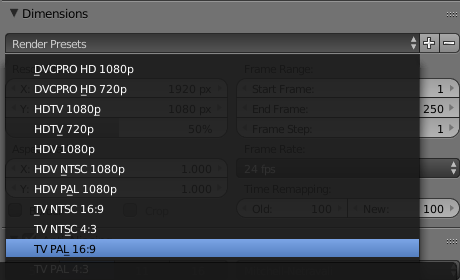 Dimensions
Render Presets
DVCPRO HD 1080p
DVCPRO HD 720p
HDTV 1080p
HDTV 720p
HDV 1080p
HDV NTSC 1080p
HDV PAL 1080p
TV NTSC 16:9
TV NTSC 4:3
TV PAL 16:9
TV PAL 4:3
X: 1920 px
Y: 1080 px
50%
X: 1.000
Y: 1.000
Crop
Frame Range
Start Frame: 1
End Frame: 250
Frame Step: 1
Frame Rate
24 fps
Time Remapping
Old: 100
New: 100